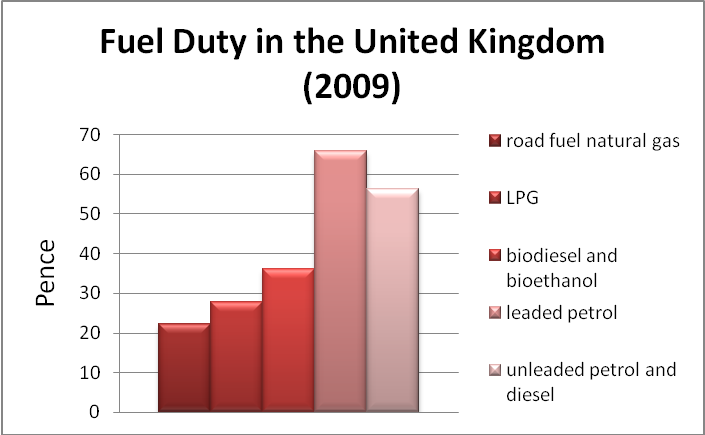 Fuel Duty in the United Kingdom
(2009)
70
60
50
40
30
20
10
0
Pence
road fuel natural gas
LPG
biodiesel and
bioethanol
leaded petrol
unleaded petrol and
diesel